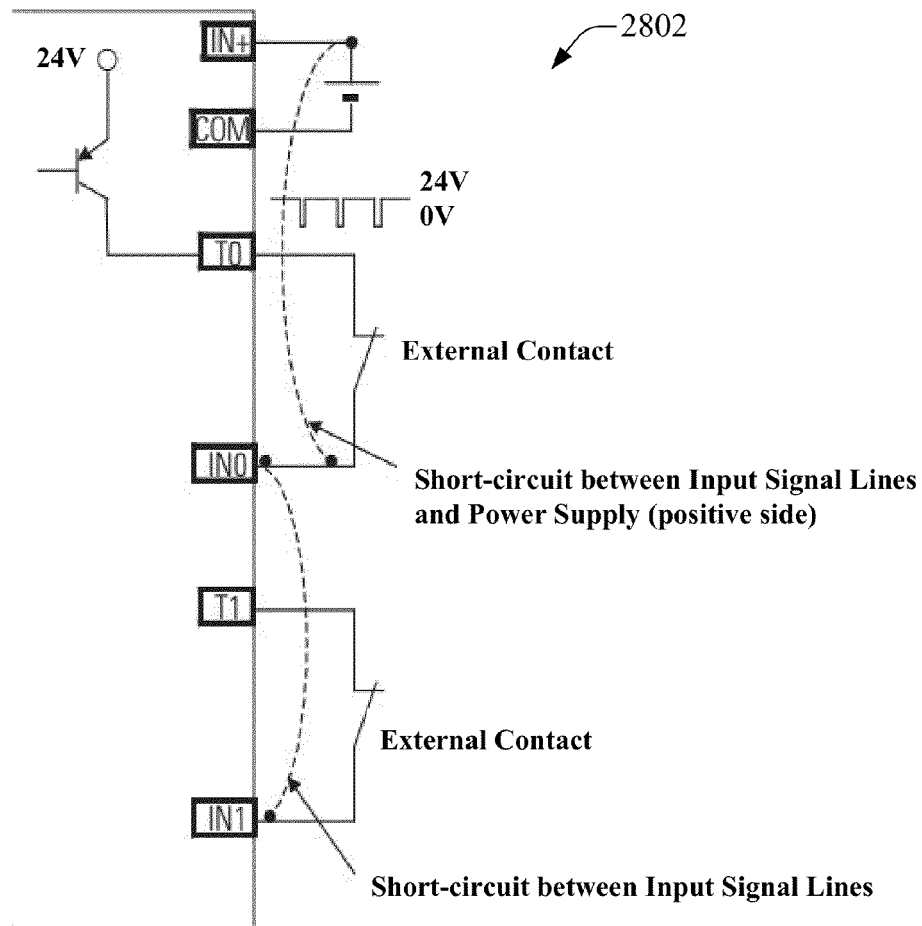 2802
IN+
24V
COM
24V
0V
T0
External Contact
IN0
Short-circuit between Input Signal Lines
and Power Supply (positive side)
T1
External Contact
IN1
Short-circuit between Input Signal Lines